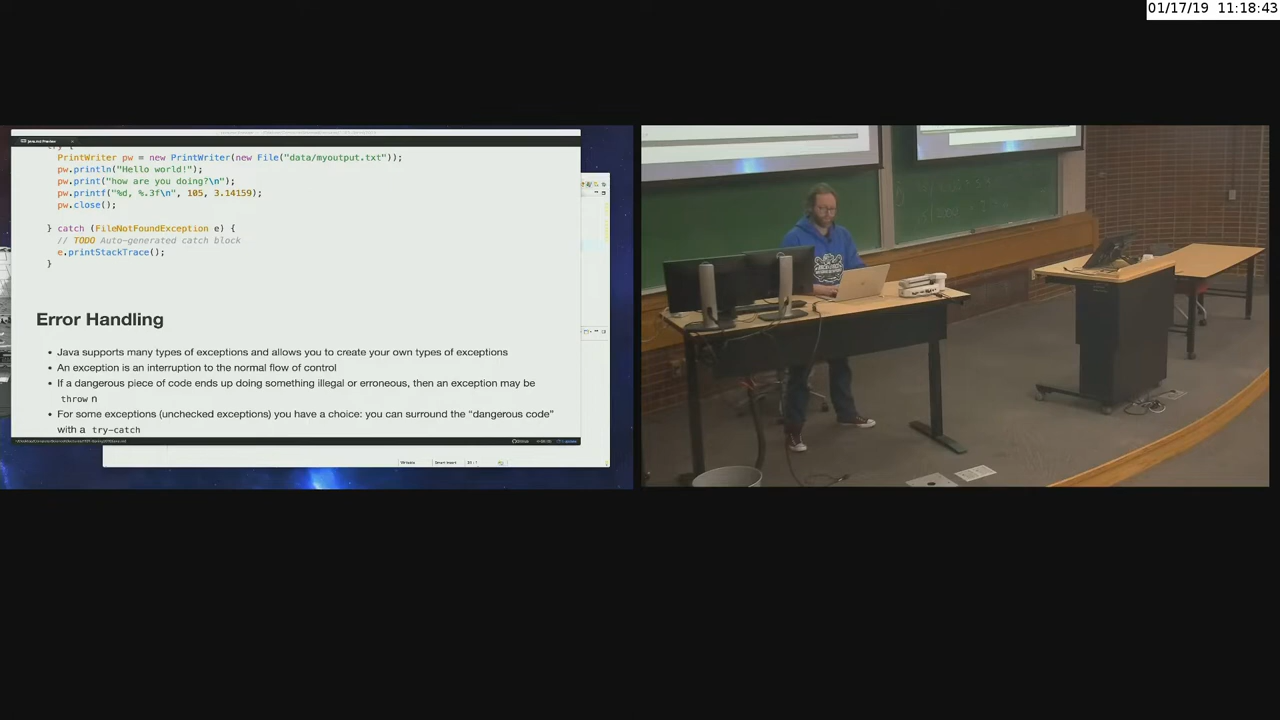 01/17/19 11:18:43
try {
PrintWriter pw = new PrintWriter(new File("data/myoutput.txt"));
pw.println("Hello world!");
pw.print("how are you doing?\n");
pw.printf("%d, %.3f\n", 105, 3.14159);
pw.close();
} catch (FileNotFoundException e) {
// TODO Auto-generated catch block
e.printStackTrace();
}
Error Handling
• Java supports many types of exceptions and allows you to create your own types of exceptions
• An exception is an interruption to the normal flow of control
• If a dangerous piece of code ends up doing something illegal or erroneous, then an exception may be
throw n
• For some exceptions (unchecked exceptions) you have a choice: you can surround the “dangerous code”
with a try-catch
Writable Smart Insert